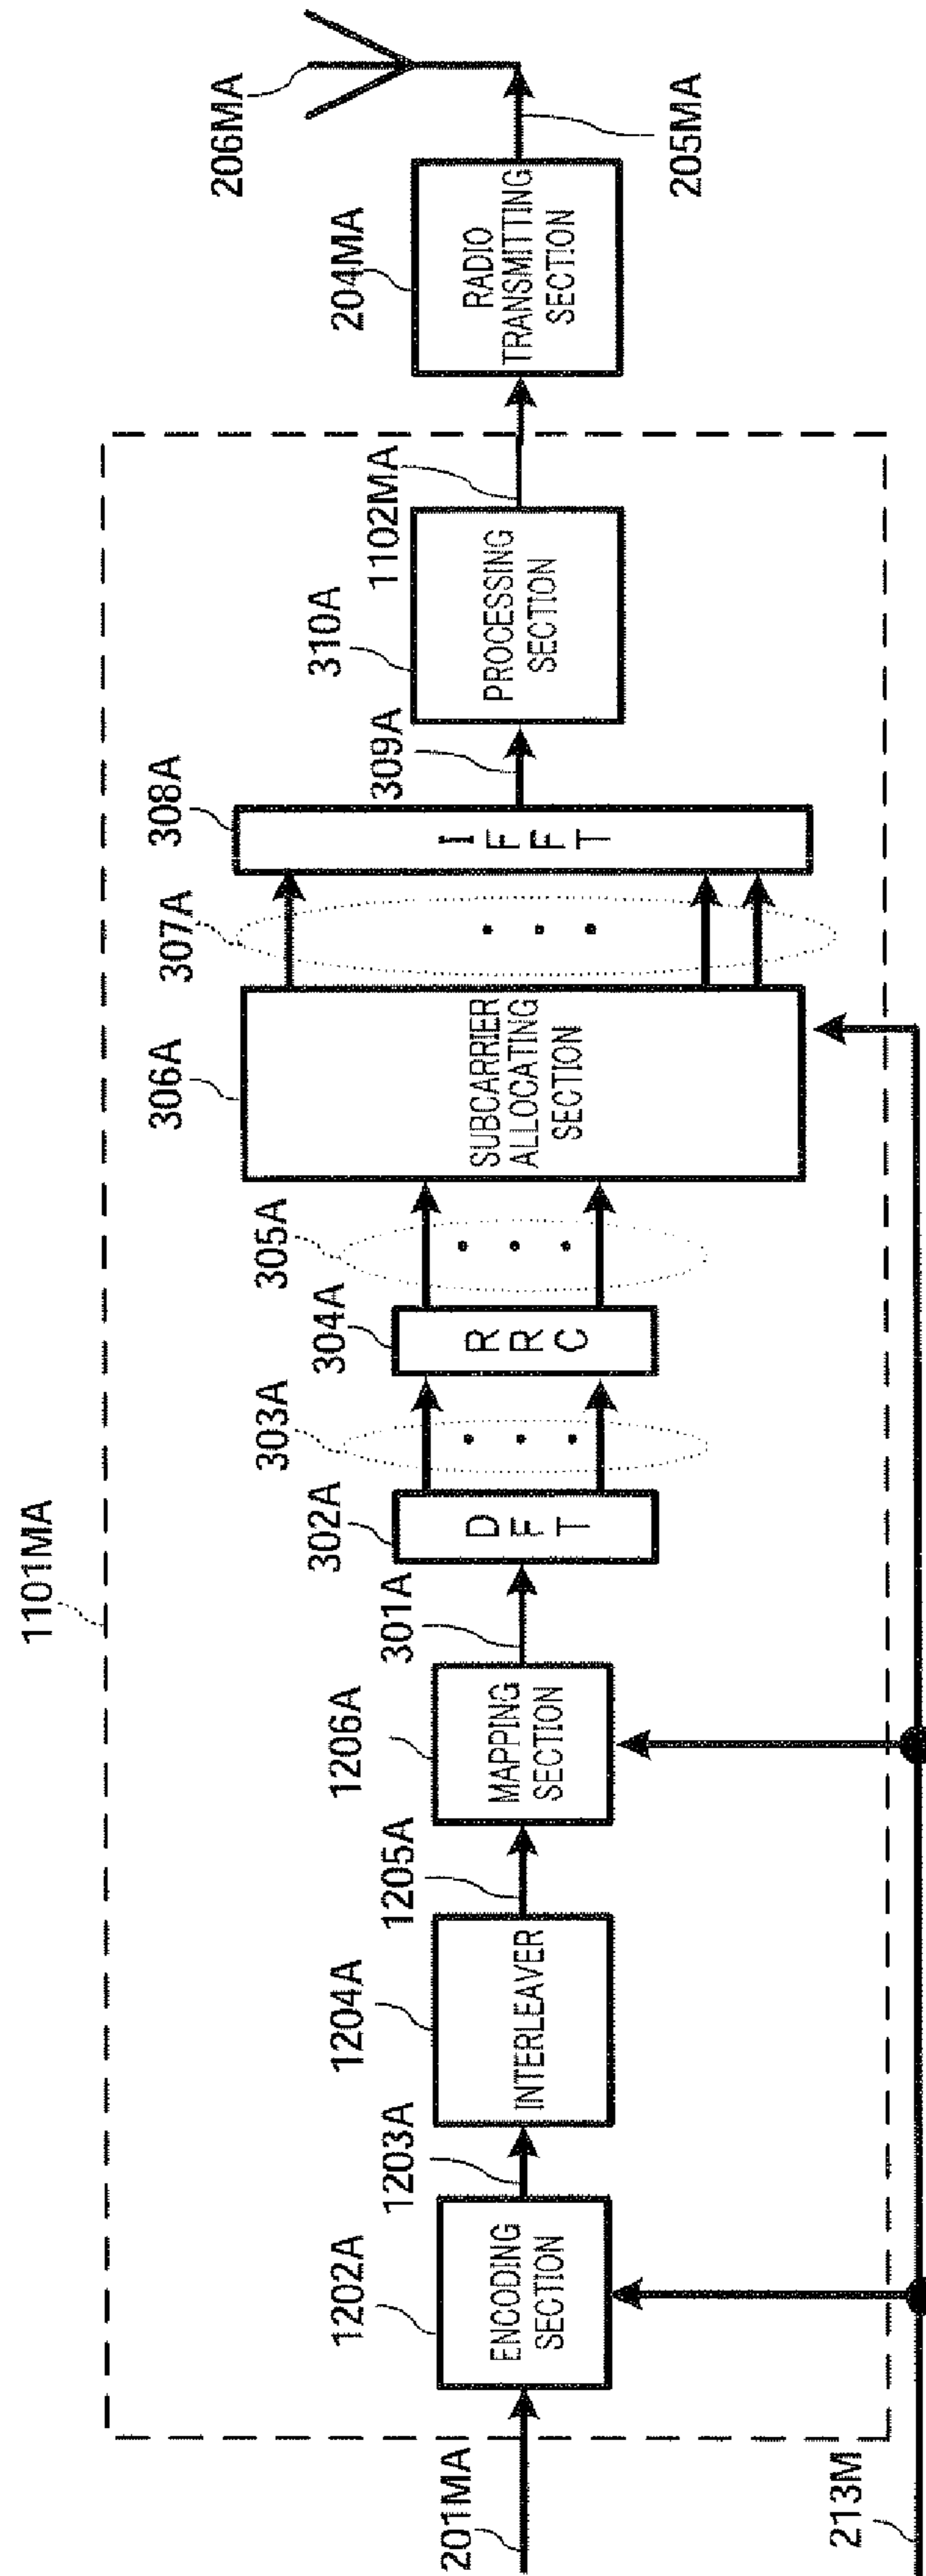 1101MA
201MA
1202A
ENCODING
SECTION
1203A
1204A
INTERLEAVER
1205A
1206A
MAPPING
SECTION
301A
302A
DFT
303A
304A
RRC
305A
306A
SUBCARRIER
ALLOCATING
SECTION
307A
308A
IFFT
309A
310A
PROCESSING
SECTION
1102MA
204MA
RADIO
TRANSMITTING
SECTION
205MA
206MA
213M